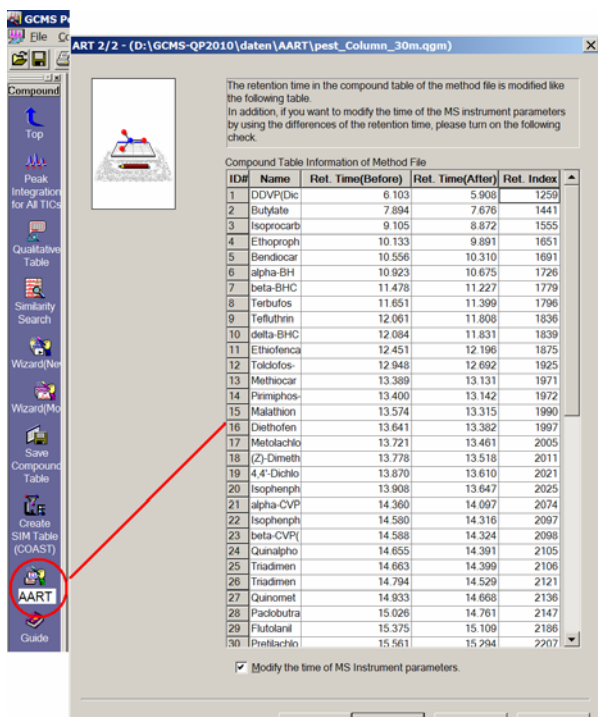 GCMS P
File
ART 2/2 - (D:\GCMS-QP2010\daten\AART\pest_Column_30m.qgm)
Compound
Top
Peak
Integration
for All TICs
Qualitative
Table
Similarity
Search
Wizard(Ne
Wizard(Mo
Save
Compound
Table
Create
SIM Table
(COAST)
AART
Guide
The retention time in the compound table of the method file is modified like
the following table.
In addition, if you want to modify the time of the MS instrument parameters
by using the differences of the retention time, please turn on the following
check.
Compound Table Information of Method File
ID# Name Ret. Time(Before) Ret. Time(After) Ret. Index
1 DDVP(Dic 6.103 5.908 1259
2 Butylate 7.894 7.676 1441
3 Isoprocarb 9.105 8.872 1555
4 Ethoproph 10.133 9.891 1651
5 Bendiocar 10.556 10.310 1691
6 alpha-BH 10.923 10.675 1726
7 beta-BHC 11.478 11.227 1779
8 Terbufos 11.651 11.399 1796
9 Tefluthrin 12.061 11.808 1836
10 delta-BHC 12.084 11.831 1839
11 Ethiofenca 12.451 12.196 1875
12 Tolclofos- 12.948 12.692 1925
13 Methiocar 13.389 13.131 1971
14 Pirimiphos- 13.400 13.142 1972
15 Malathion 13.574 13.315 1990
16 Diethofen 13.641 13.382 1997
17 Metolachlo 13.721 13.461 2005
18 (Z)-Dimeth 13.778 13.518 2011
19 4,4'-Dichlo 13.870 13.610 2021
20 Isophenph 13.908 13.647 2025
21 alpha-CVP 14.360 14.097 2074
22 Isophenph 14.580 14.316 2097
23 beta-CVP( 14.588 14.324 2098
24 Quinalpho 14.655 14.391 2105
25 Triadimen 14.663 14.399 2106
26 Triadimen 14.794 14.529 2121
27 Quinomet 14.933 14.668 2136
28 Paclobutra 15.026 14.761 2147
29 Flutolanil 15.375 15.109 2186
30 Pretilachlo 15.561 15.294 2207
Modify the time of MS Instrument parameters.